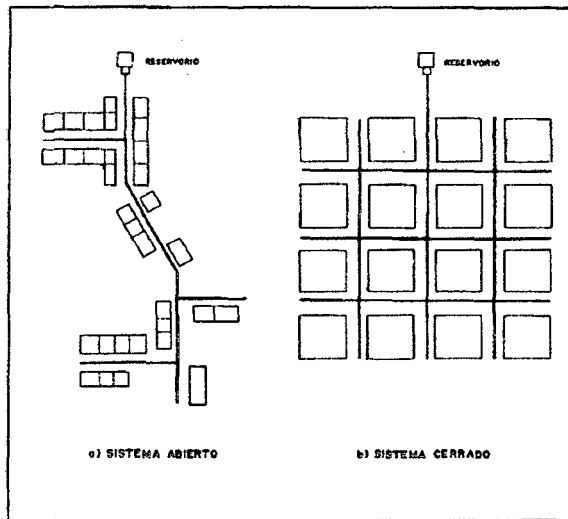 RESERVORIO
RESERVORIO
a) SISTEMA ABIERTO
b) SISTEMA CERRADO